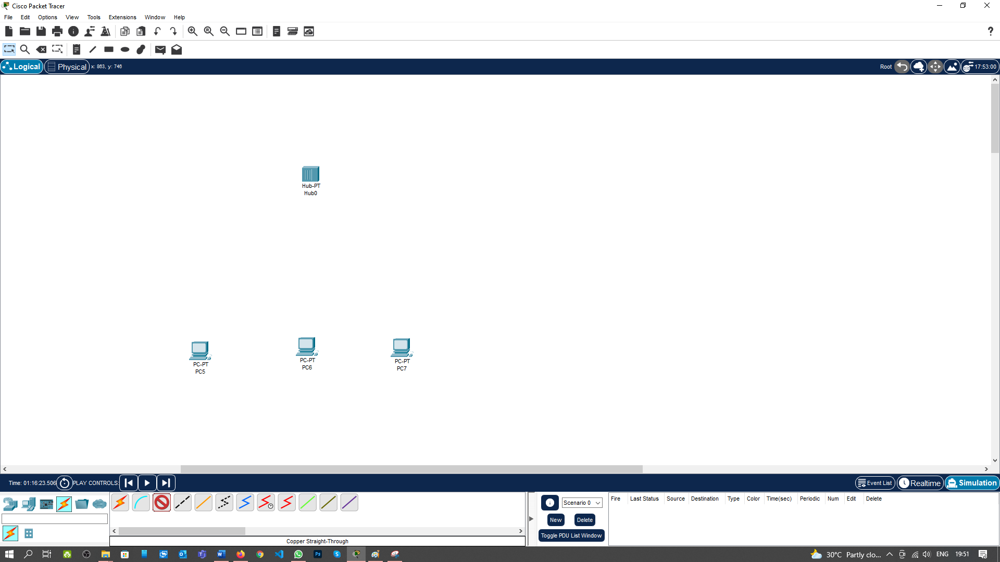 Cisco Packet Tracer
File Edit Options View Tools Extensions Window Help
Logical Physical x: 863, y: 746 Root 17:53:00
Hub-PT
Hub0
PC-PT
PC5
PC-PT
PC6
PC-PT
PC7
Time: 01:16:23.506 PLAY CONTROLS: Event List Realtime Simulation
Scenario 0
New Delete
Toggle PDU List Window
Fire Last Status Source Destination Type Color Time(sec) Periodic Num Edit Delete
Copper Straight-Through
30°C Partly clo... ENG 19:51